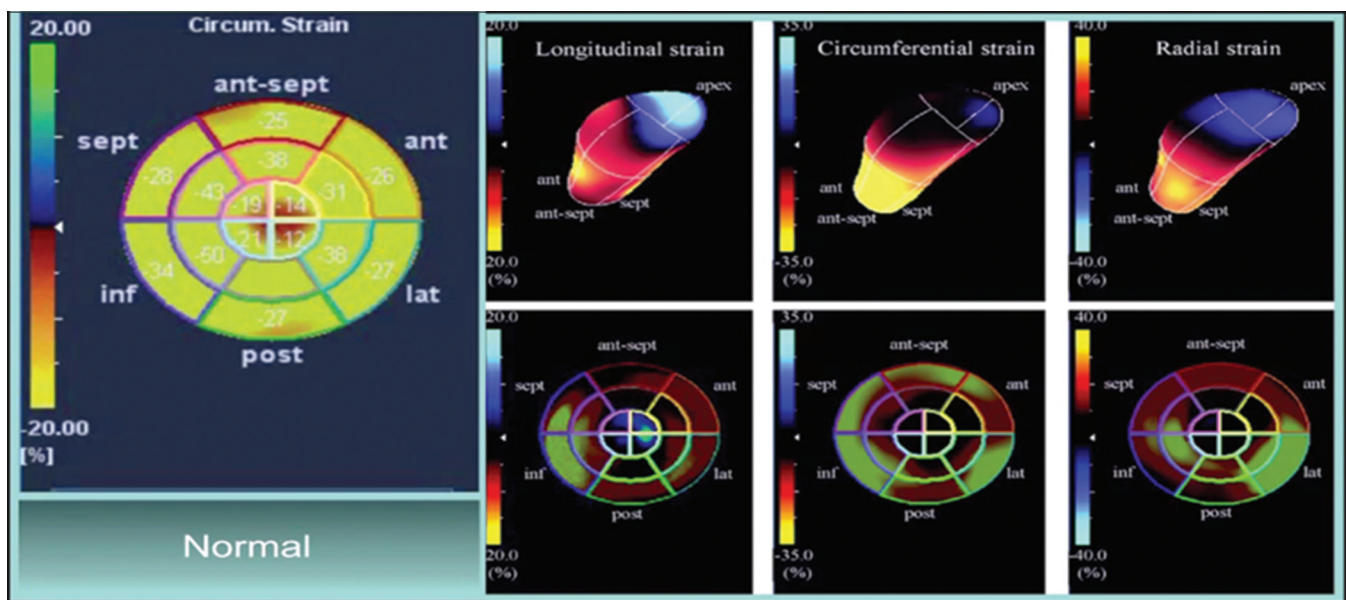 20.00
Circum. Strain
ant-sept
sept
ant
-25
-28
-38
-26
-43
-31
-19
-14
-21
-12
-34
-50
-38
-27
inf
lat
-27
post
-20.00
[%]
Normal
20.0
Longitudinal strain
apex
ant
ant-sept
sept
20.0
(%)
35.0
Circumferential strain
apex
ant
ant-sept
sept
-35.0
(%)
40.0
Radial strain
apex
ant
ant-sept
sept
-40.0
(%)
20.0
ant-sept
sept
ant
inf
lat
post
20.0
(%)
35.0
ant-sept
sept
ant
inf
lat
post
-35.0
(%)
40.0
ant-sept
sept
ant
inf
lat
post
-40.0
(%)